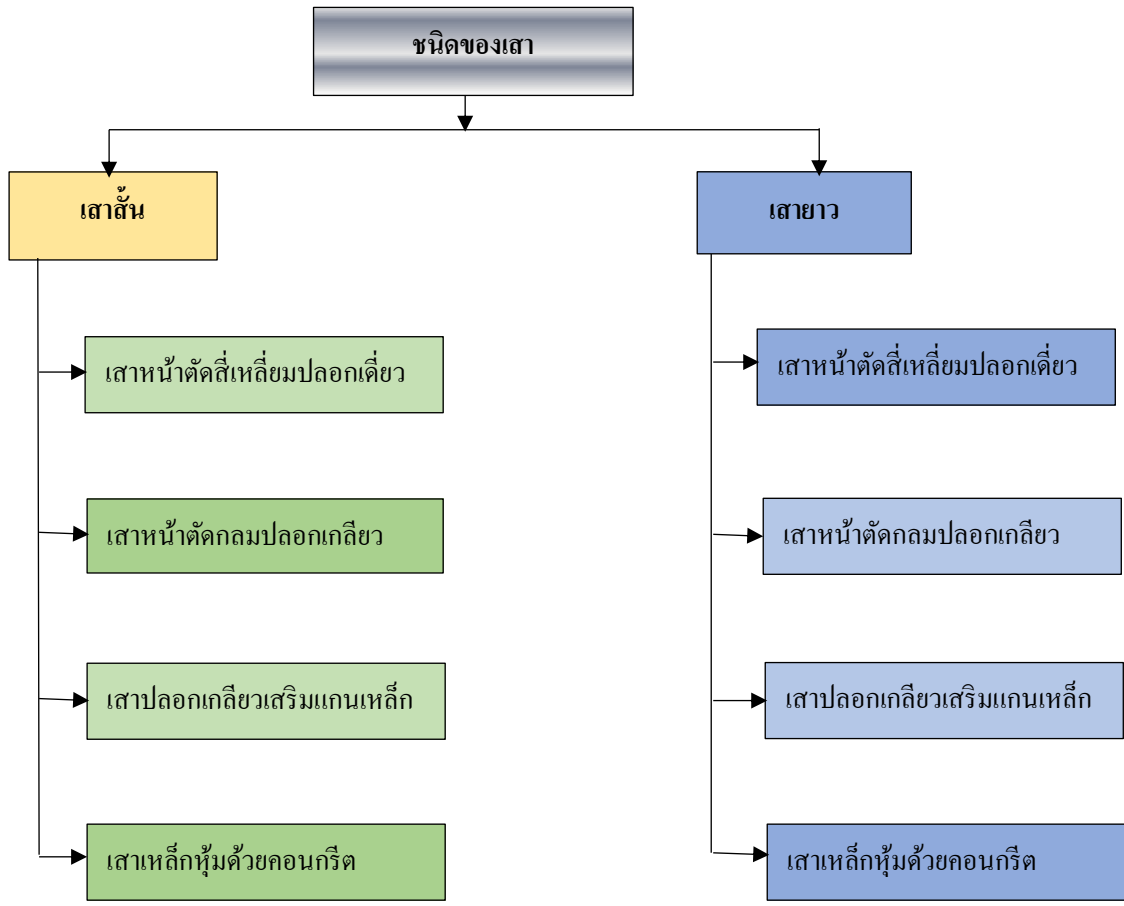 ชนิดของเสา
เสาสั้น
เสายาว
เสาหน้าตัดสี่เหลี่ยมปลอกเดี่ยว
เสาหน้าตัดกลมปลอกเกลียว
เสาปลอกเกลียวเสริมแกนเหล็ก
เสาเหล็กหุ้มด้วยคอนกรีต
เสาหน้าตัดสี่เหลี่ยมปลอกเดี่ยว
เสาหน้าตัดกลมปลอกเกลียว
เสาปลอกเกลียวเสริมแกนเหล็ก
เสาเหล็กหุ้มด้วยคอนกรีต